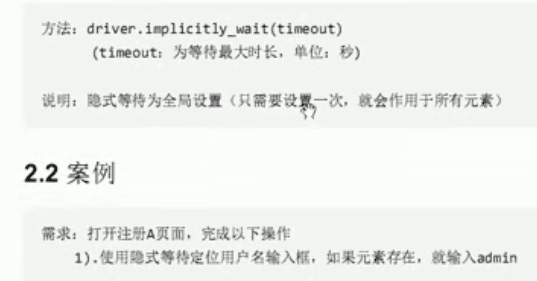 方法：driver.implicitly_wait(timeout)
(timeout：为等待最大时长，单位：秒)
说明：隐式等待为全局设置（只需要设置一次，就会作用于所有元素）
2.2 案例
需求：打开注册A页面，完成以下操作
1).使用隐式等待定位用户名输入框，如果元素存在，就输入admin